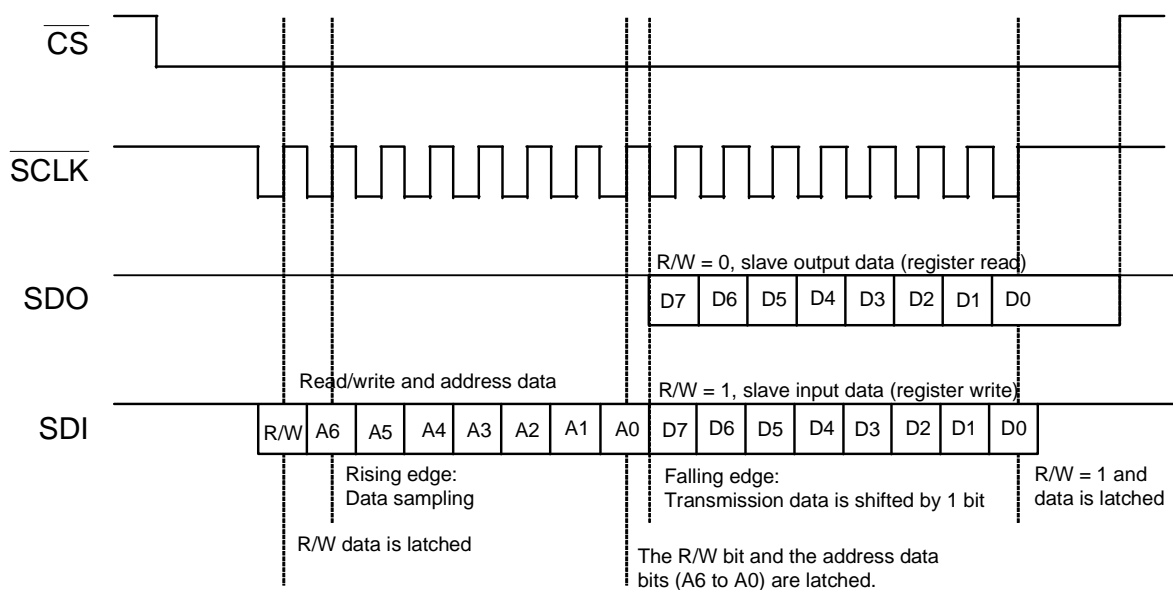 CS
SCLK
R/W = 0, slave output data (register read)
SDO
D7 D6 D5 D4 D3 D2 D1 D0
Read/write and address data
R/W = 1, slave input data (register write)
SDI
R/W A6 A5 A4 A3 A2 A1 A0 D7 D6 D5 D4 D3 D2 D1 D0
Rising edge:
Data sampling
Falling edge:
Transmission data is shifted by 1 bit
R/W = 1 and
data is latched
R/W data is latched
The R/W bit and the address data
bits (A6 to A0) are latched.